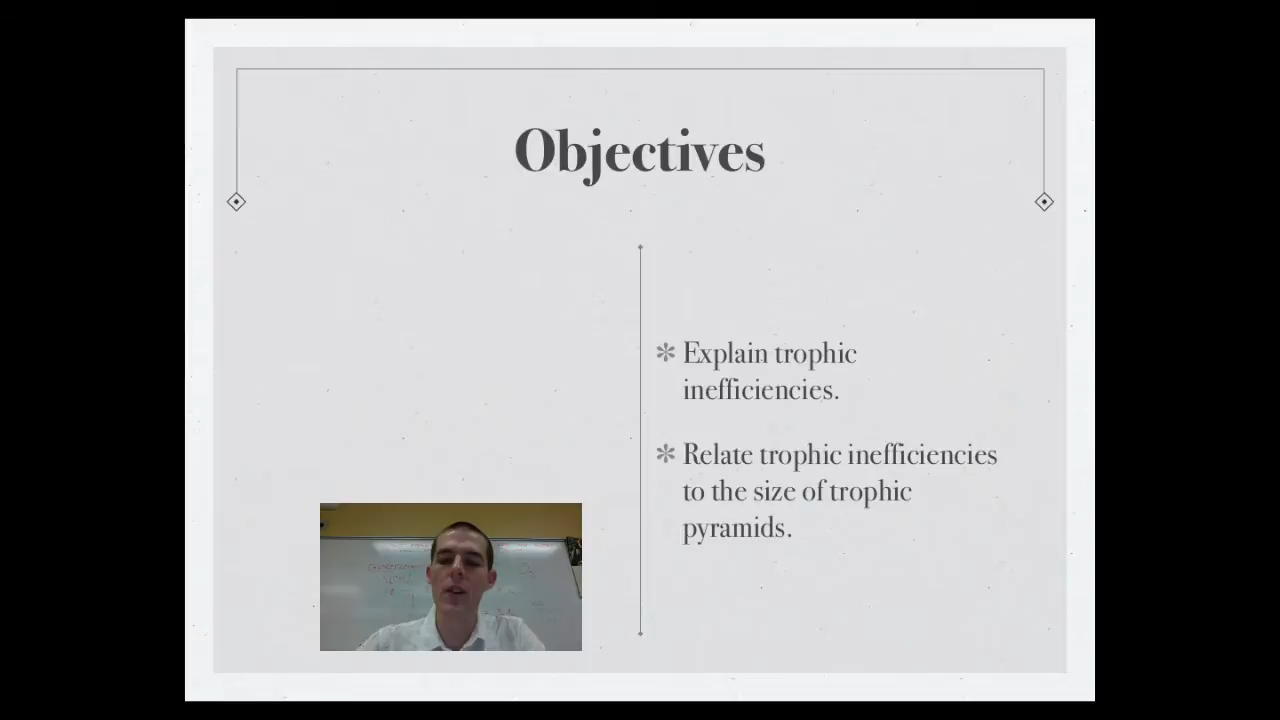 Objectives
✻ Explain trophic
inefficiencies.
✻ Relate trophic inefficiencies
to the size of trophic
pyramids.